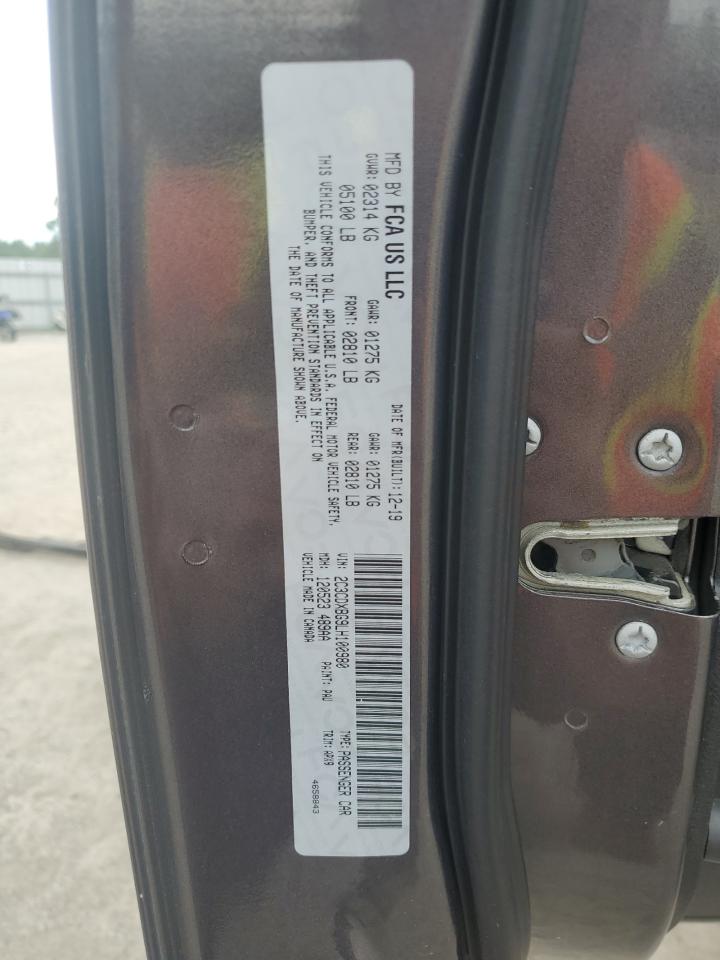 MFD BY FCA US LLC
DATE OF MFR(BUILT): 12-19
GVWR: 02314 KG
05100 LB
GAWR: 01275 KG
FRONT: 02810 LB
GAWR: 01275 KG
REAR: 02810 LB
THIS VEHICLE CONFORMS TO ALL APPLICABLE U.S.A. FEDERAL MOTOR VEHICLE SAFETY,
BUMPER, AND THEFT PREVENTION STANDARDS IN EFFECT ON
THE DATE OF MANUFACTURE SHOWN ABOVE.
VIN: 2C3CDXBG9LH100980
TYPE: PASSENGER CAR
MDH: 120523 489AA
PAINT: PAU
TRIM: APX9
VEHICLE MADE IN CANADA
4658843